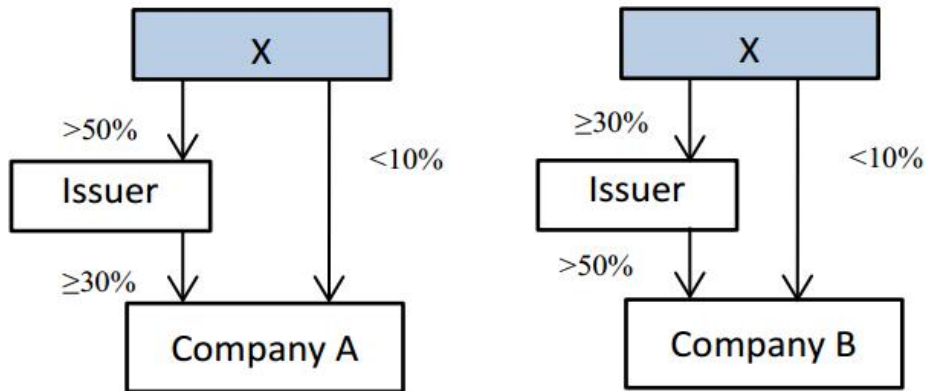 X
>50%
<10%
Issuer
≥30%
Company A
X
≥30%
<10%
Issuer
>50%
Company B